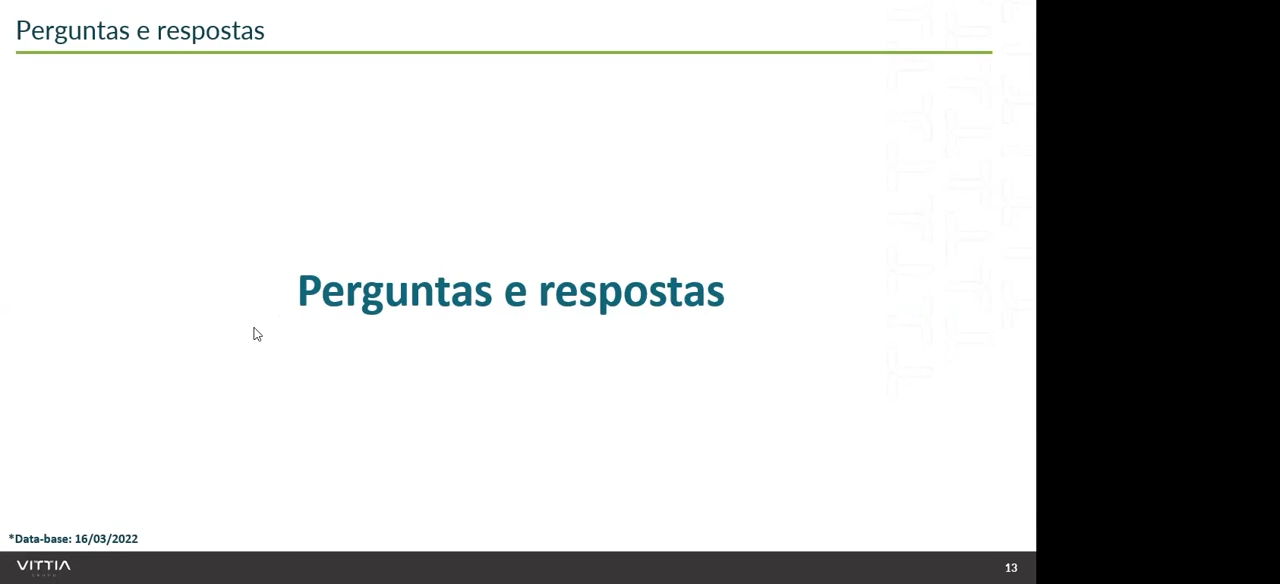 Perguntas e respostas
Perguntas e respostas
*Data-base: 16/03/2022
VITTIA
13